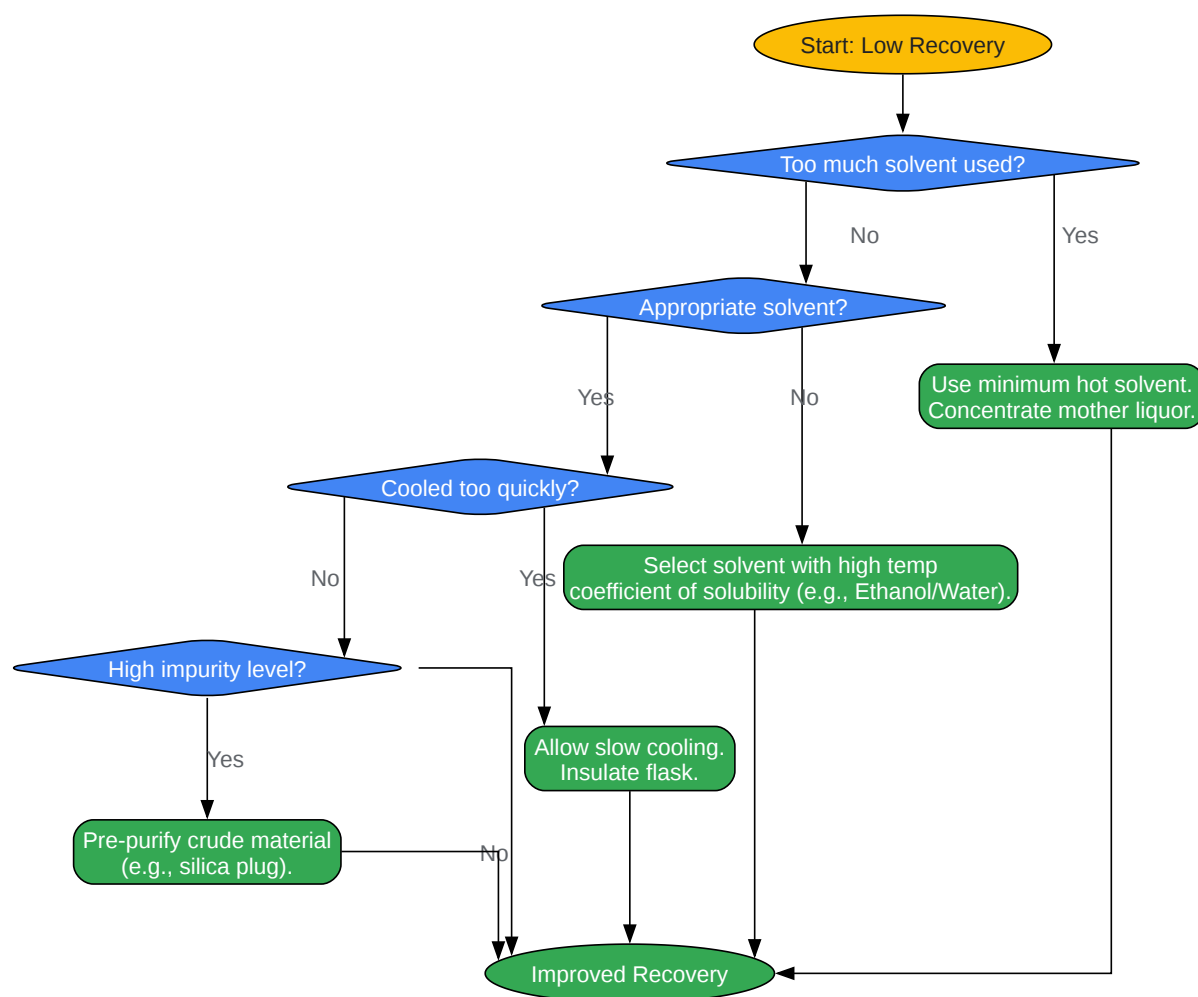 Start: Low Recovery
Too much solvent used?
No
Yes
Appropriate solvent?
Use minimum hot solvent.
Concentrate mother liquor.
Yes
No
Cooled too quickly?
Select solvent with high temp
coefficient of solubility (e.g., Ethanol/Water).
No
Yes
High impurity level?
Allow slow cooling.
Insulate flask.
Yes
Pre-purify crude material
(e.g., silica plug).
No
Improved Recovery